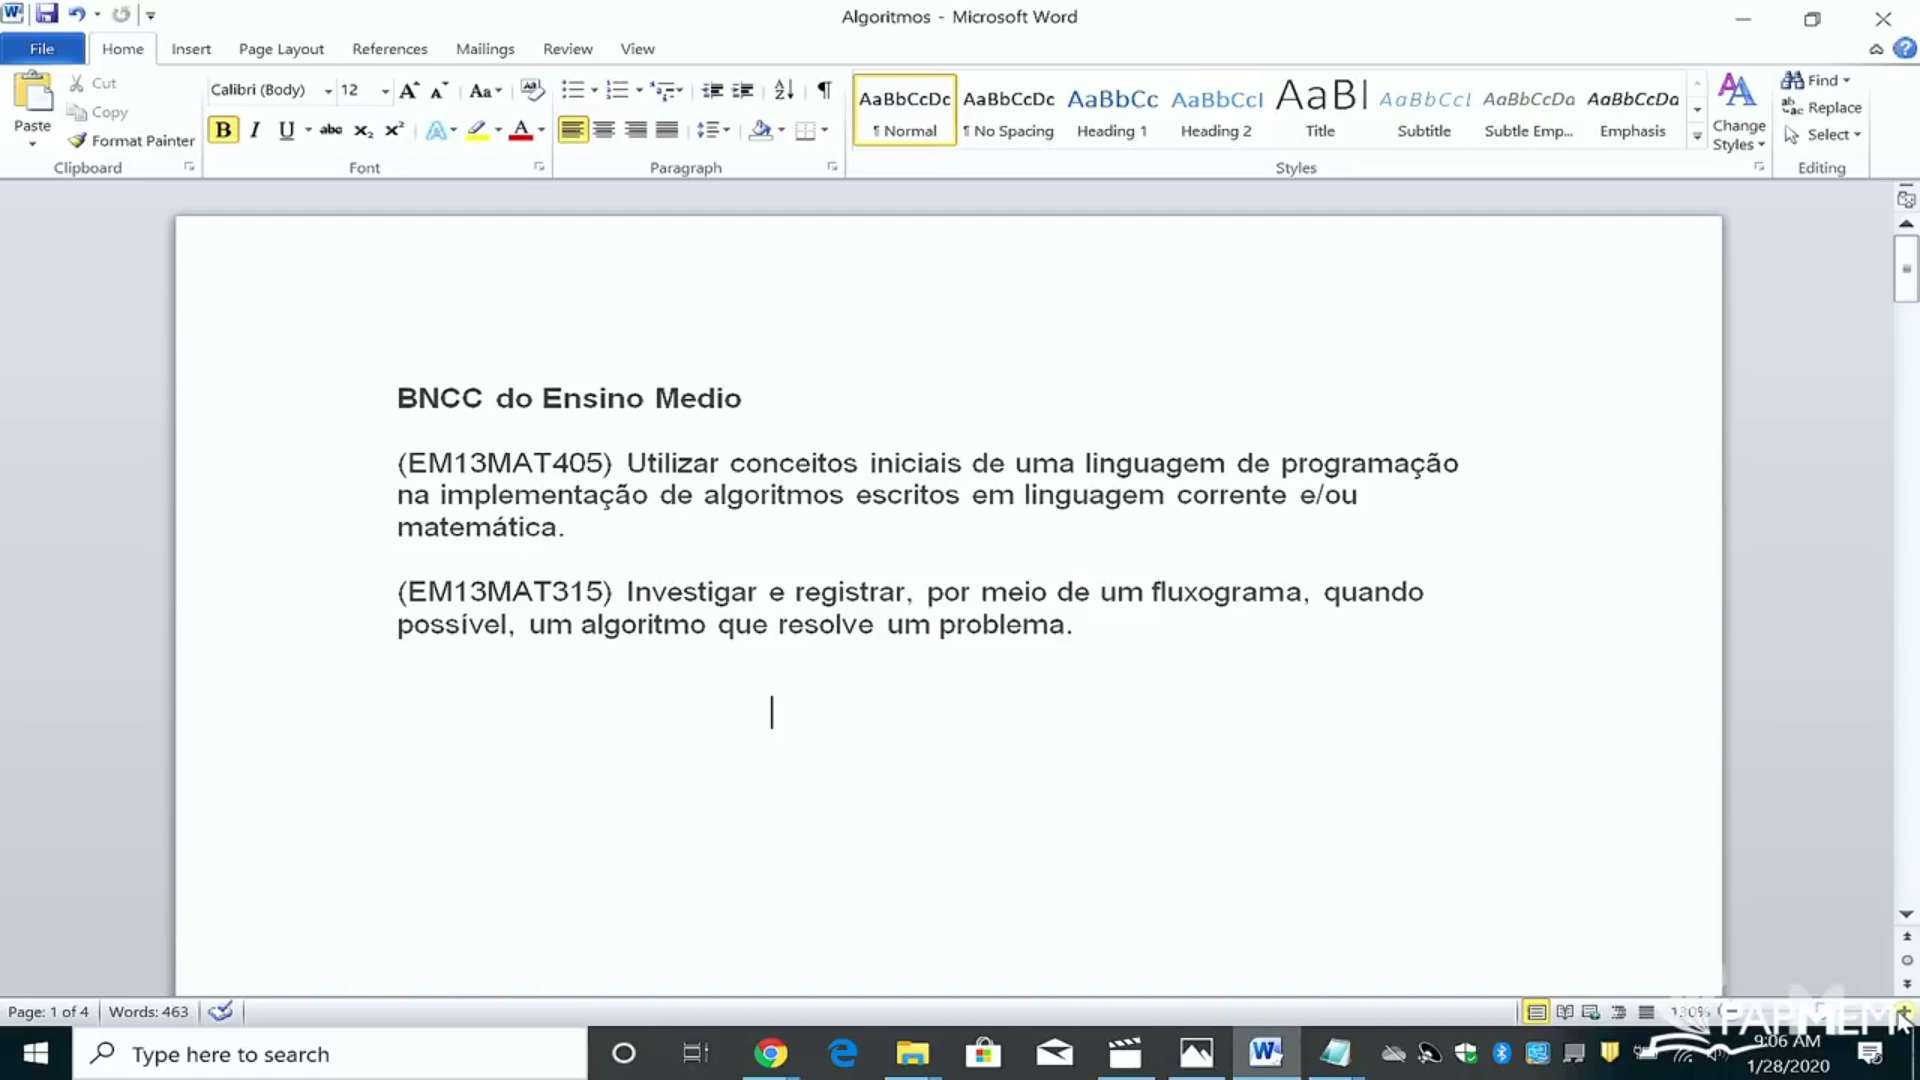 Algoritmos - Microsoft Word
File Home Insert Page Layout References Mailings Review View
Paste
Cut
Copy
Format Painter
Clipboard
Calibri (Body) 12
Font
Paragraph
AaBbCcDc AaBbCcDc AaBbCc AaBbCcI AaBI AaBbCcI AaBbCcDa AaBbCcDa
¶ Normal ¶ No Spacing Heading 1 Heading 2 Title Subtitle Subtle Emp... Emphasis
Change
Styles
Styles
Find
Replace
Select
Editing
BNCC do Ensino Medio
(EM13MAT405) Utilizar conceitos iniciais de uma linguagem de programação
na implementação de algoritmos escritos em linguagem corrente e/ou
matemática.
(EM13MAT315) Investigar e registrar, por meio de um fluxograma, quando
possível, um algoritmo que resolve um problema.
Page: 1 of 4 Words: 463 130%
PAPMEM
Type here to search
9:06 AM
1/28/2020